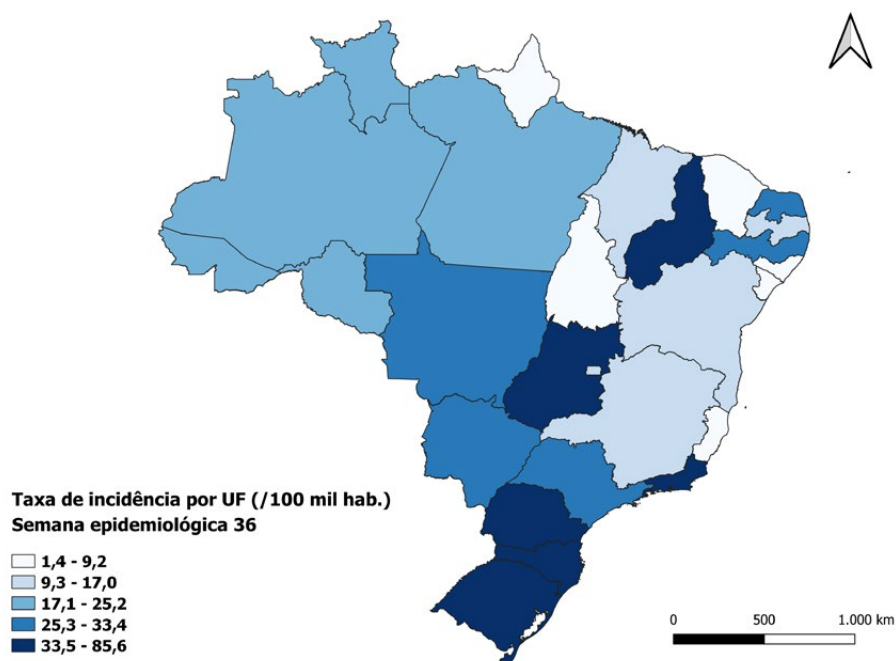 Taxa de incidência por UF (/100 mil hab.)
Semana epidemiológica 36
1,4 - 9,2
9,3 - 17,0
17,1 - 25,2
25,3 - 33,4
33,5 - 85,6
0 500 1.000 km